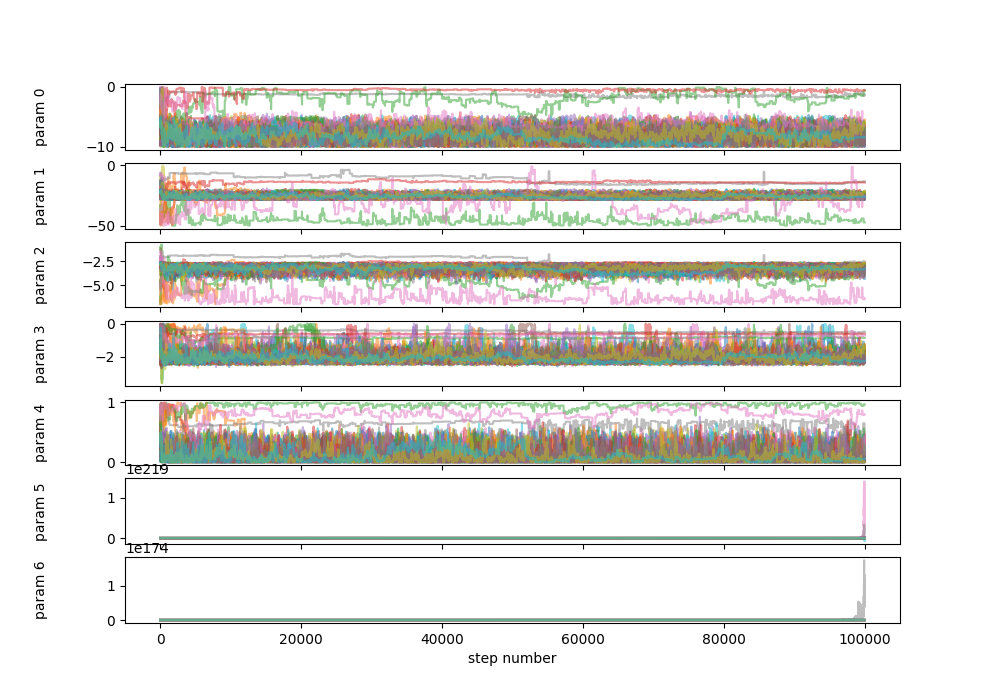 param 0
0
−10
param 1
0
−50
param 2
−2.5
−5.0
param 3
0
−2
param 4
1
0
1e219
param 5
1
0
1e174
param 6
1
0
0 20000 40000 60000 80000 100000
step number